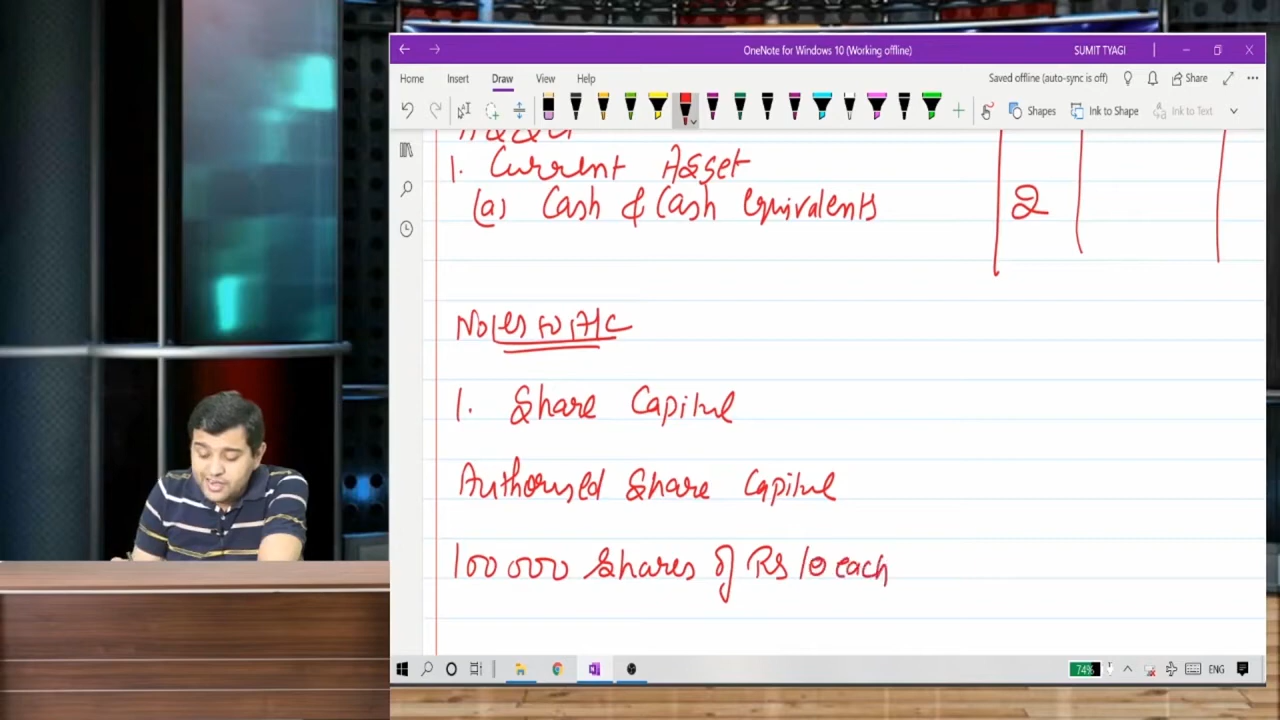 OneNote for Windows 10 (Working offline)
SUMIT TYAGI
Home Insert Draw View Help
Saved offline (auto-sync is off)
Share
Shapes
Ink to Shape
Ink to Text
1. Current Asset
(a) Cash & Cash equivalents 2
Notes to A/C
1. Share Capital
Authorised Share Capital
100000 Shares of RS 10 each
74%
ENG